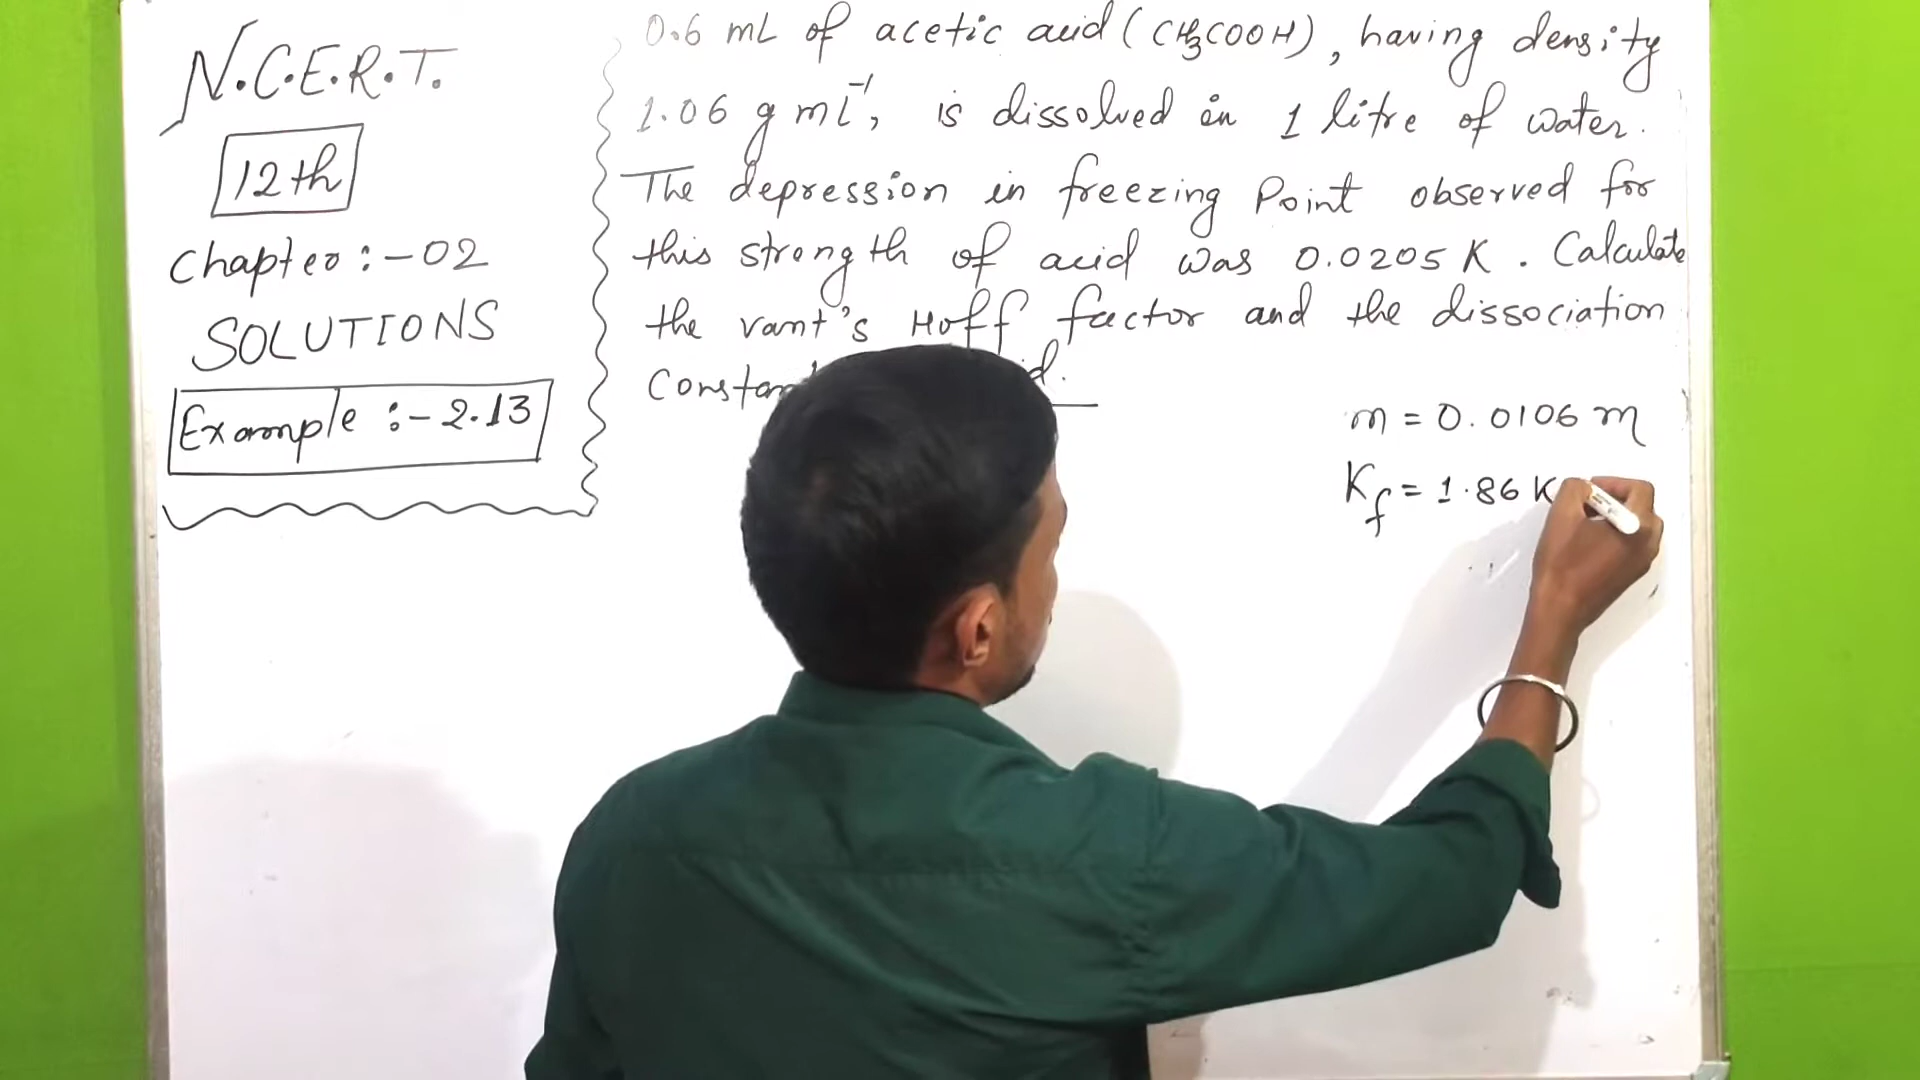 N.C.E.R.T.
12th
Chapter :- 02
SOLUTIONS
Example :- 2.13
0.6 mL of acetic acid (CH3COOH), having density
1.06 g mL⁻¹, is dissolved in 1 litre of water.
The depression in freezing Point observed for
this strength of acid was 0.0205 K. Calculate
the vant's Hoff factor and the dissociation
m = 0.0106 m
Kf = 1.86 K